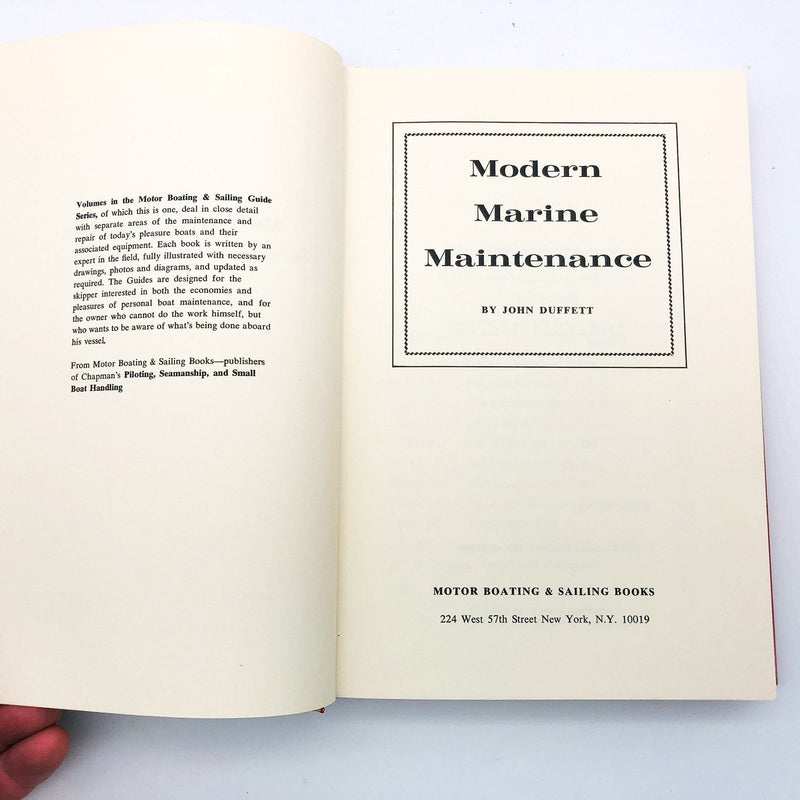 Volumes in the Motor Boating & Sailing Guide
Series, of which this is one, deal in close detail
with separate areas of the maintenance and
repair of today's pleasure boats and their
associated equipment. Each book is written by an
expert in the field, fully illustrated with necessary
drawings, photos and diagrams, and updated as
required. The Guides are designed for the
skipper interested in both the economies and
pleasures of personal boat maintenance, and for
the owner who cannot do the work himself, but
who wants to be aware of what's being done aboard
his vessel.
From Motor Boating & Sailing Books—publishers
of Chapman's Piloting, Seamanship, and Small
Boat Handling
Modern
Marine
Maintenance
BY JOHN DUFFETT
MOTOR BOATING & SAILING BOOKS
224 West 57th Street New York, N.Y. 10019